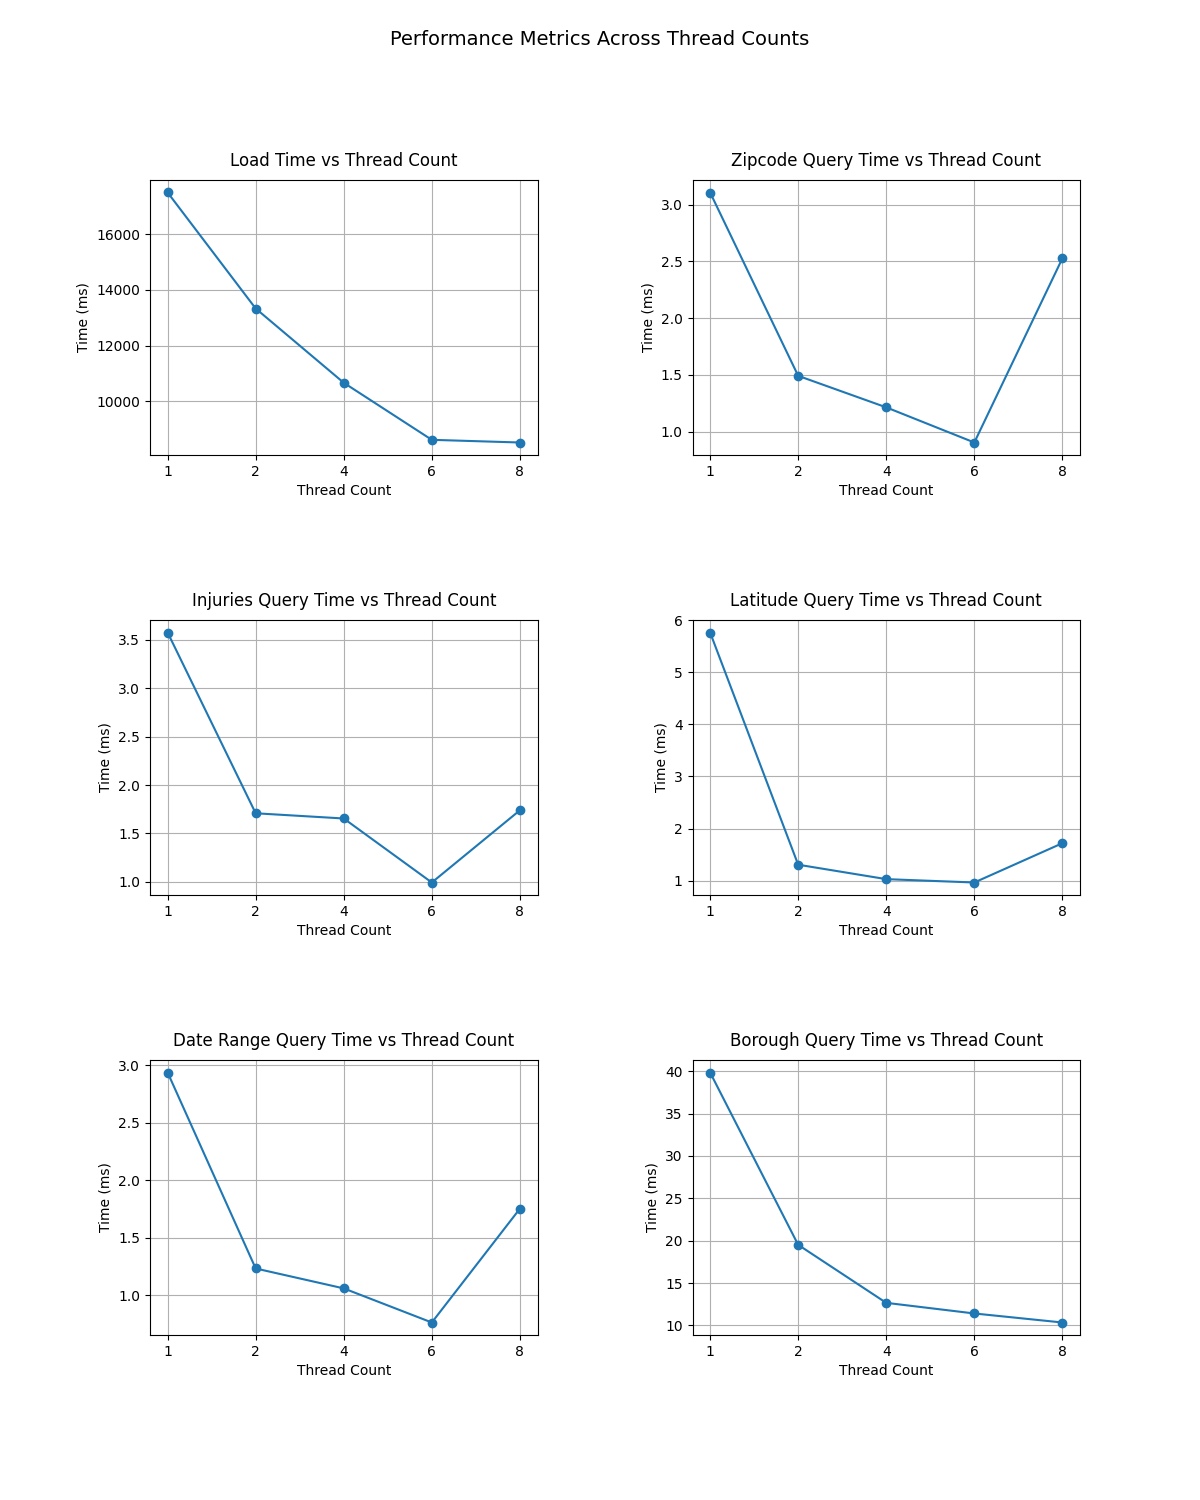 Performance Metrics Across Thread Counts
Load Time vs Thread Count
16000
14000
12000
10000
Time (ms)
1 2 4 6 8
Thread Count
Zipcode Query Time vs Thread Count
3.0
2.5
2.0
1.5
1.0
Time (ms)
1 2 4 6 8
Thread Count
Injuries Query Time vs Thread Count
3.5
3.0
2.5
2.0
1.5
1.0
Time (ms)
1 2 4 6 8
Thread Count
Latitude Query Time vs Thread Count
6
5
4
3
2
1
Time (ms)
1 2 4 6 8
Thread Count
Date Range Query Time vs Thread Count
3.0
2.5
2.0
1.5
1.0
Time (ms)
1 2 4 6 8
Thread Count
Borough Query Time vs Thread Count
40
35
30
25
20
15
10
Time (ms)
1 2 4 6 8
Thread Count